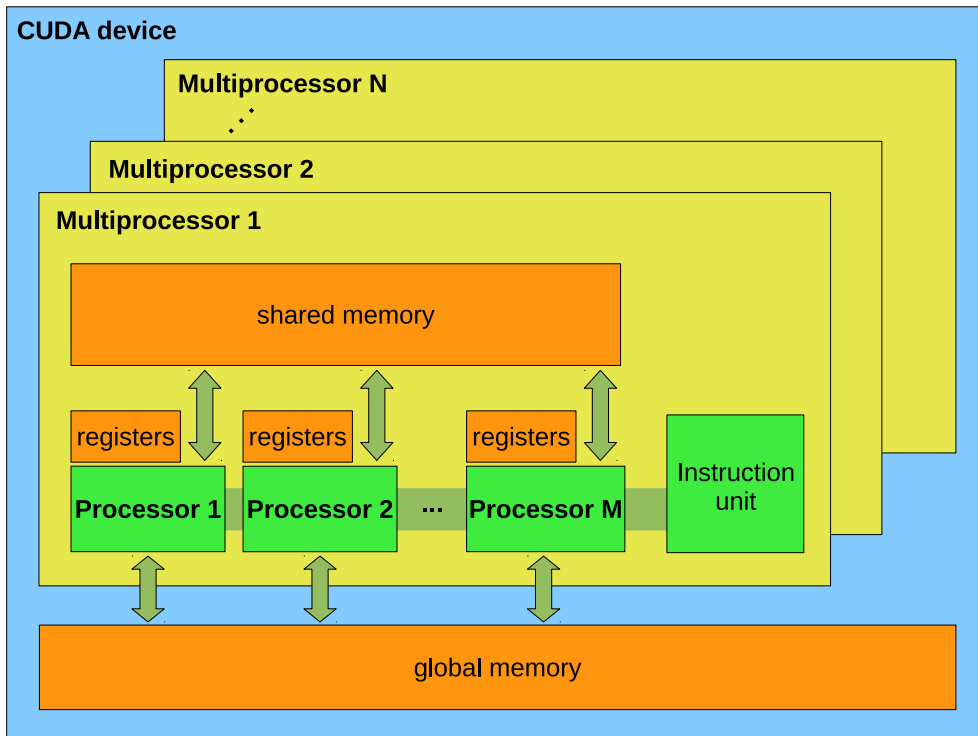 CUDA device
Multiprocessor N
Multiprocessor 2
Multiprocessor 1
shared memory
registers
registers
registers
Processor 1
Processor 2
...
Processor M
Instruction
unit
global memory